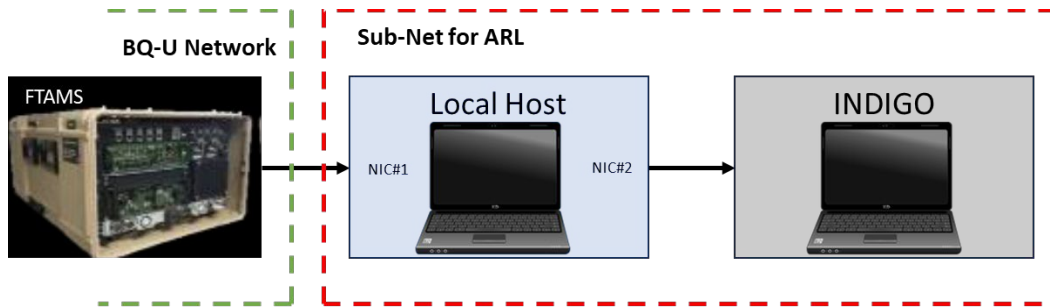 BQ-U Network
Sub-Net for ARL
FTAMS
Local Host
INDIGO
NIC#1
NIC#2